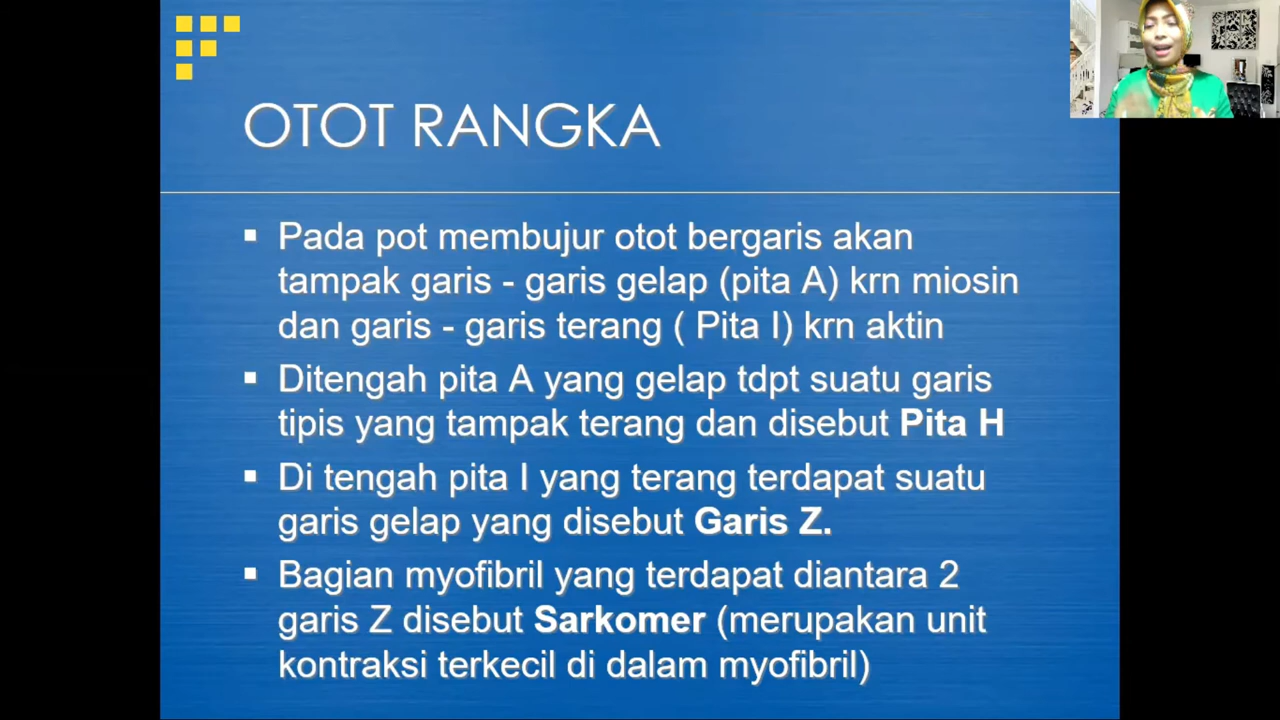 OTOT RANGKA
▪ Pada pot membujur otot bergaris akan
tampak garis - garis gelap (pita A) krn miosin
dan garis - garis terang ( Pita I) krn aktin
▪ Ditengah pita A yang gelap tdpt suatu garis
tipis yang tampak terang dan disebut Pita H
▪ Di tengah pita I yang terang terdapat suatu
garis gelap yang disebut Garis Z.
▪ Bagian myofibril yang terdapat diantara 2
garis Z disebut Sarkomer (merupakan unit
kontraksi terkecil di dalam myofibril)